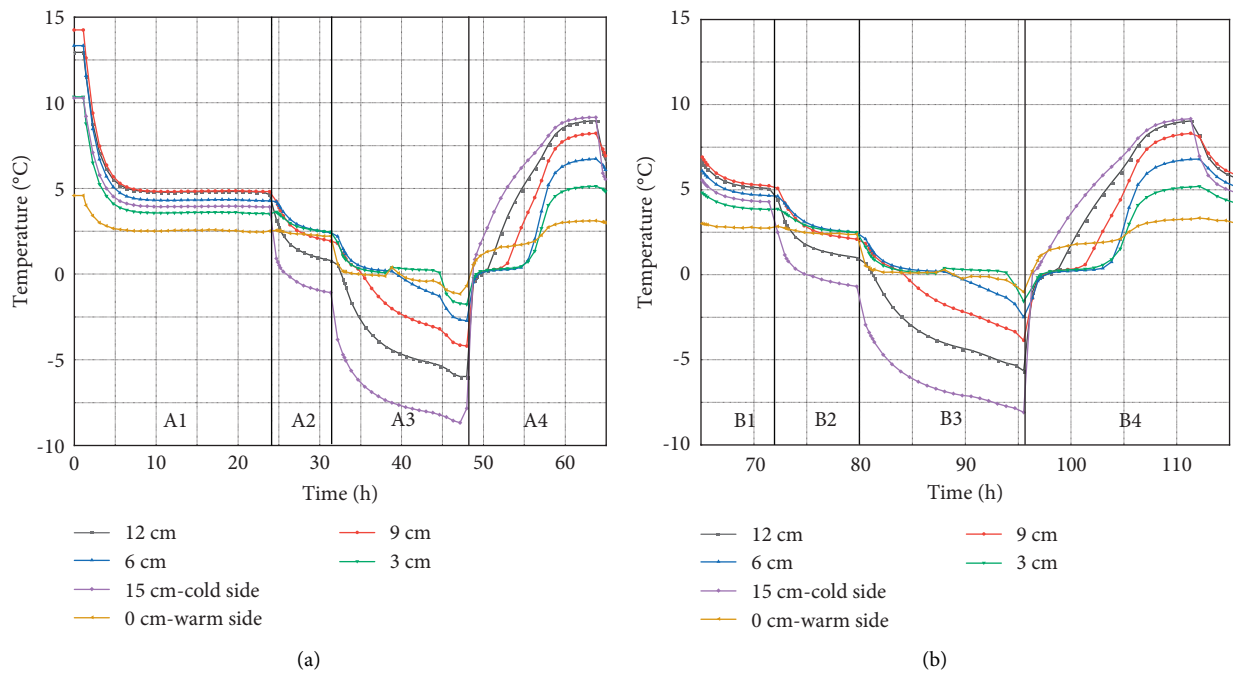 15
10
5
0
-5
-10
Temperature (°C)
A1
A2
A3
A4
0
10
20
30
40
50
60
Time (h)
12 cm
9 cm
6 cm
3 cm
15 cm-cold side
0 cm-warm side
(a)
15
10
5
0
-5
-10
Temperature (°C)
B1
B2
B3
B4
70
80
90
100
110
Time (h)
12 cm
9 cm
6 cm
3 cm
15 cm-cold side
0 cm-warm side
(b)